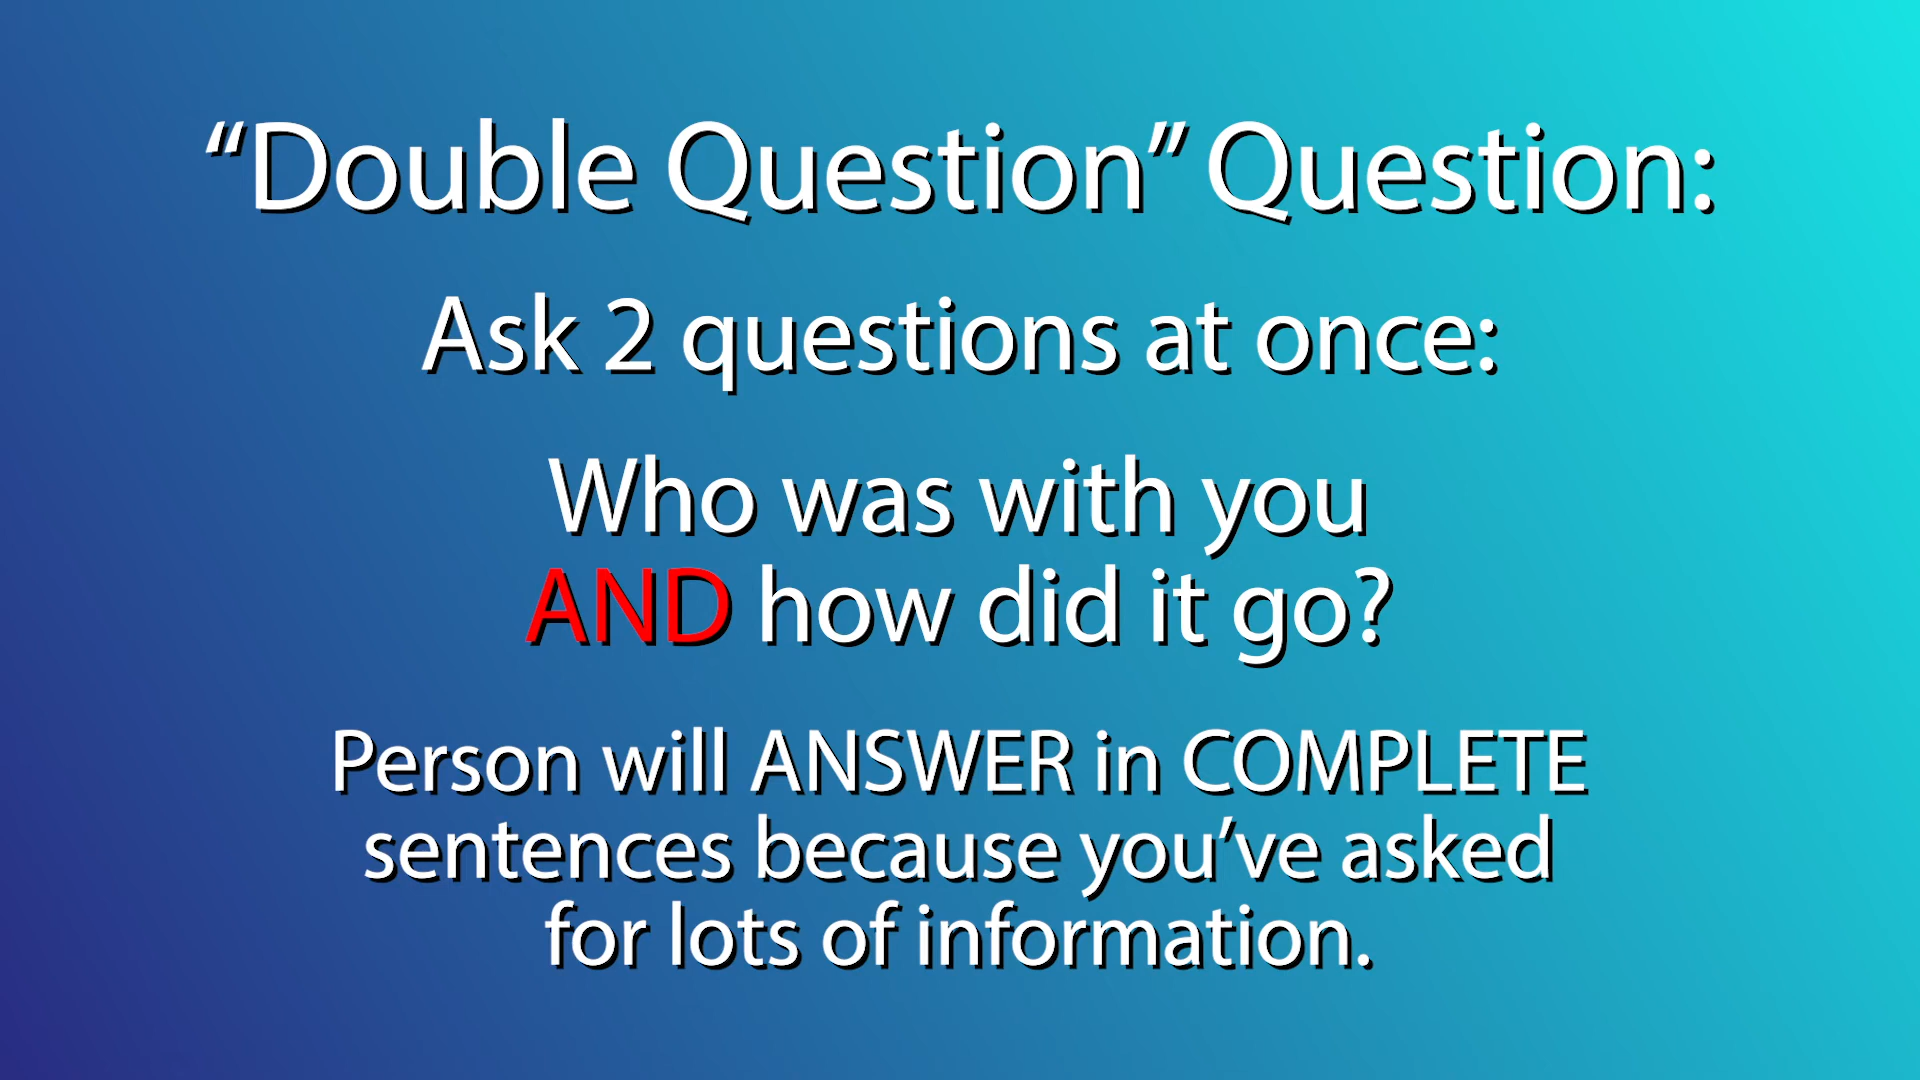 “Double Question” Question:
Ask 2 questions at once:
Who was with you
AND how did it go?
Person will ANSWER in COMPLETE
sentences because you’ve asked
for lots of information.